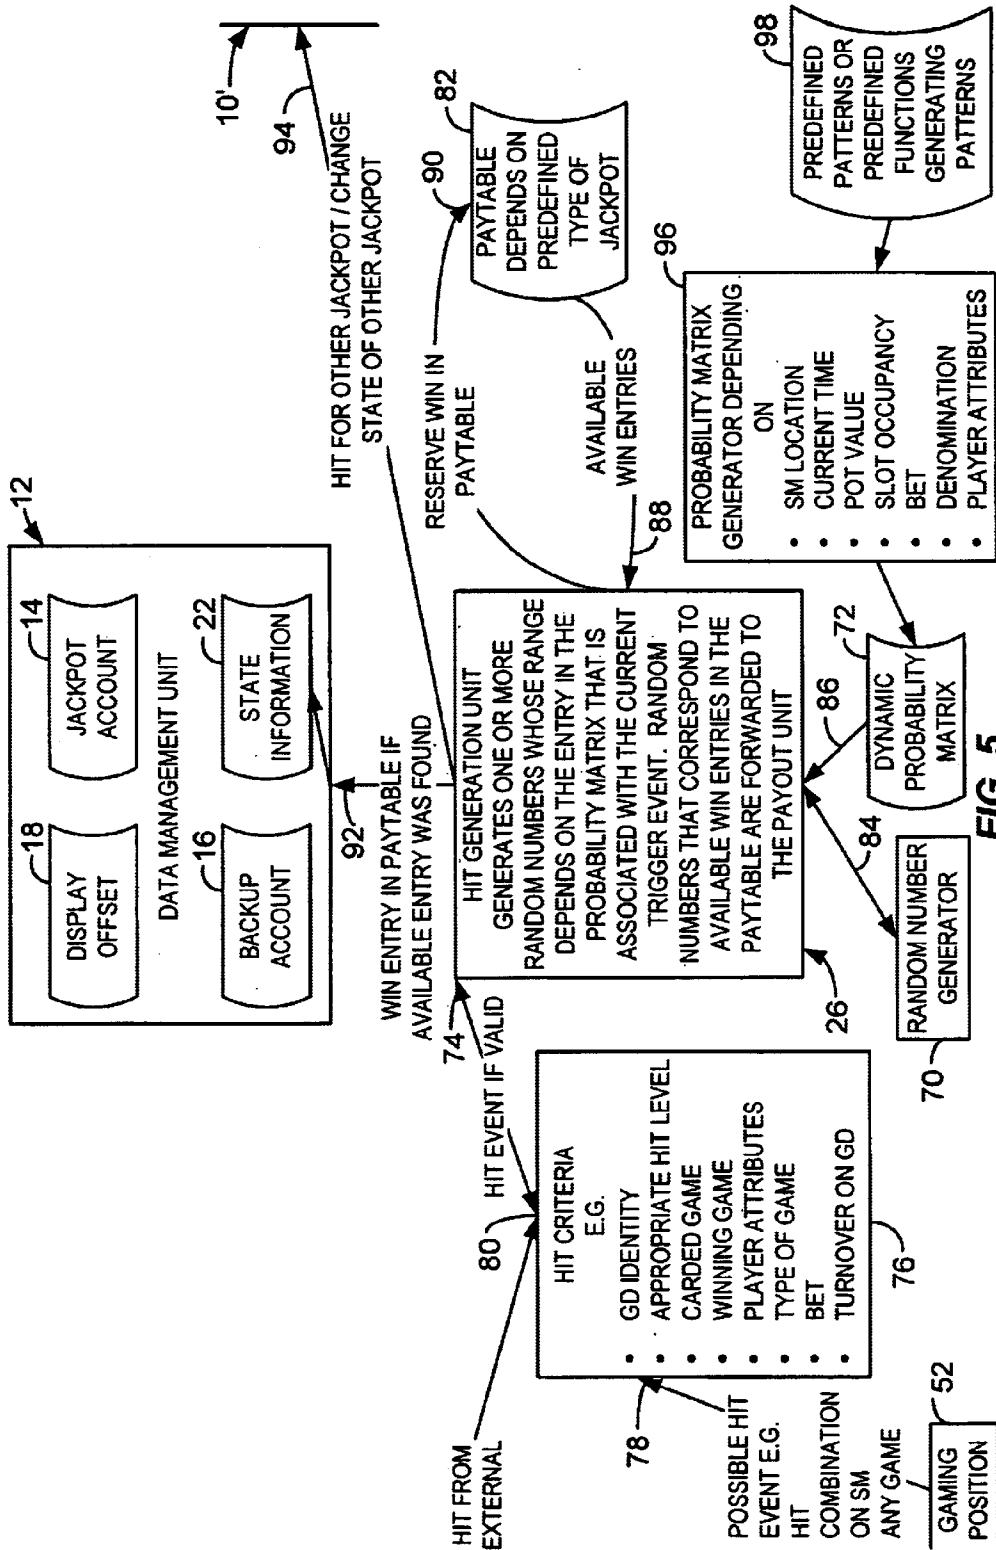 12
DATA MANAGEMENT UNIT
18
DISPLAY
OFFSET
14
JACKPOT
ACCOUNT
16
BACKUP
ACCOUNT
22
STATE
INFORMATION
10'
94
HIT FOR OTHER JACKPOT / CHANGE
STATE OF OTHER JACKPOT
92
WIN ENTRY IN PAYTABLE IF
AVAILABLE ENTRY WAS FOUND
RESERVE WIN IN
PAYTABLE
90
82
PAYTABLE
DEPENDS ON
PREDEFINED
TYPE OF
JACKPOT
AVAILABLE
WIN ENTRIES
88
HIT FROM
EXTERNAL
80
HIT EVENT IF VALID
74
HIT GENERATION UNIT
GENERATES ONE OR MORE
RANDOM NUMBERS WHOSE RANGE
DEPENDS ON THE ENTRY IN THE
PROBABILITY MATRIX THAT IS
ASSOCIATED WITH THE CURRENT
TRIGGER EVENT. RANDOM
NUMBERS THAT CORRESPOND TO
AVAILABLE WIN ENTRIES IN THE
PAYTABLE ARE FORWARDED TO
THE PAYOUT UNIT
26
HIT CRITERIA
E.G.
• GD IDENTITY
• APPROPRIATE HIT LEVEL
• CARDED GAME
• WINNING GAME
• PLAYER ATTRIBUTES
• TYPE OF GAME
• BET
• TURNOVER ON GD
76
78
POSSIBLE HIT
EVENT E.G.
HIT
COMBINATION
ON SM
ANY GAME
52
GAMING
POSITION
84
86
70
RANDOM NUMBER
GENERATOR
72
DYNAMIC
PROBABILITY
MATRIX
96
PROBABILITY MATRIX
GENERATOR DEPENDING
ON
• SM LOCATION
• CURRENT TIME
• POT VALUE
• SLOT OCCUPANCY
• BET
• DENOMINATION
• PLAYER ATTRIBUTES
98
PREDEFINED
PATTERNS OR
PREDEFINED
FUNCTIONS
GENERATING
PATTERNS
FIG. 5